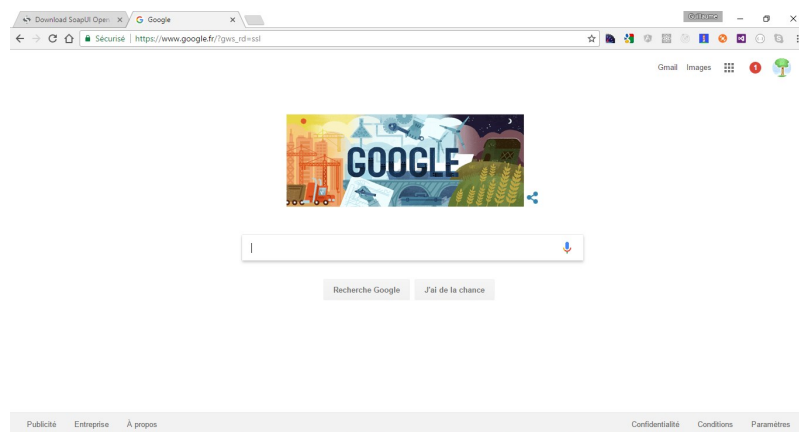 Download SoapUI Open
Google
Guillaume
Sécurisé
https://www.google.fr/?gws_rd=ssl
Gmail Images
1
GOOGLE
Recherche Google
J'ai de la chance
Publicité Entreprise À propos
Confidentialité Conditions Paramètres